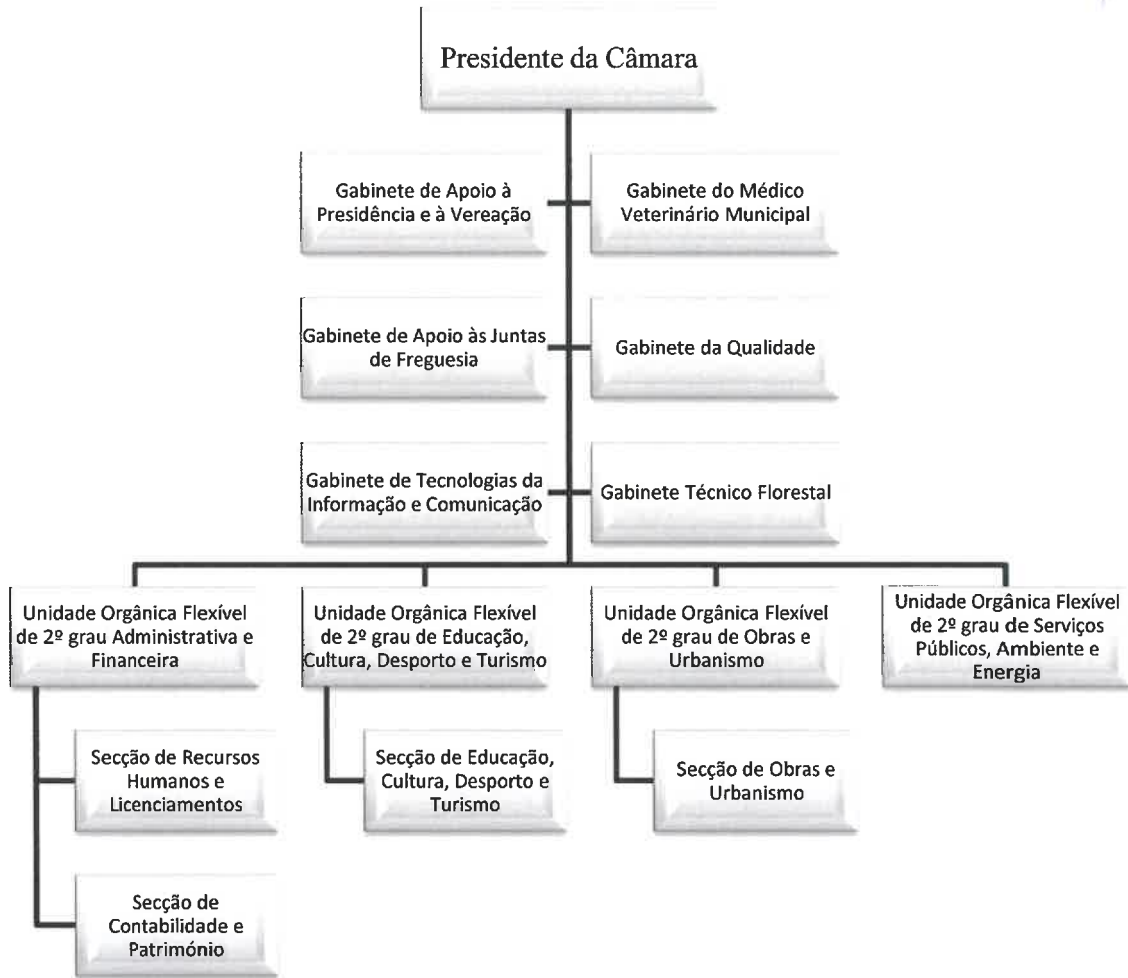 Presidente da Câmara
Gabinete de Apoio à
Presidência e à Vereação
Gabinete do Médico
Veterinário Municipal
Gabinete de Apoio às Juntas
de Freguesia
Gabinete da Qualidade
Gabinete de Tecnologias da
Informação e Comunicação
Gabinete Técnico Florestal
Unidade Orgânica Flexível
de 2º grau Administrativa e
Financeira
Unidade Orgânica Flexível
de 2º grau de Educação,
Cultura, Desporto e Turismo
Unidade Orgânica Flexível
de 2º grau de Obras e
Urbanismo
Unidade Orgânica Flexível
de 2º grau de Serviços
Públicos, Ambiente e
Energia
Secção de Recursos
Humanos e
Licenciamentos
Secção de Educação,
Cultura, Desporto e
Turismo
Secção de Obras e
Urbanismo
Secção de
Contabilidade e
Património